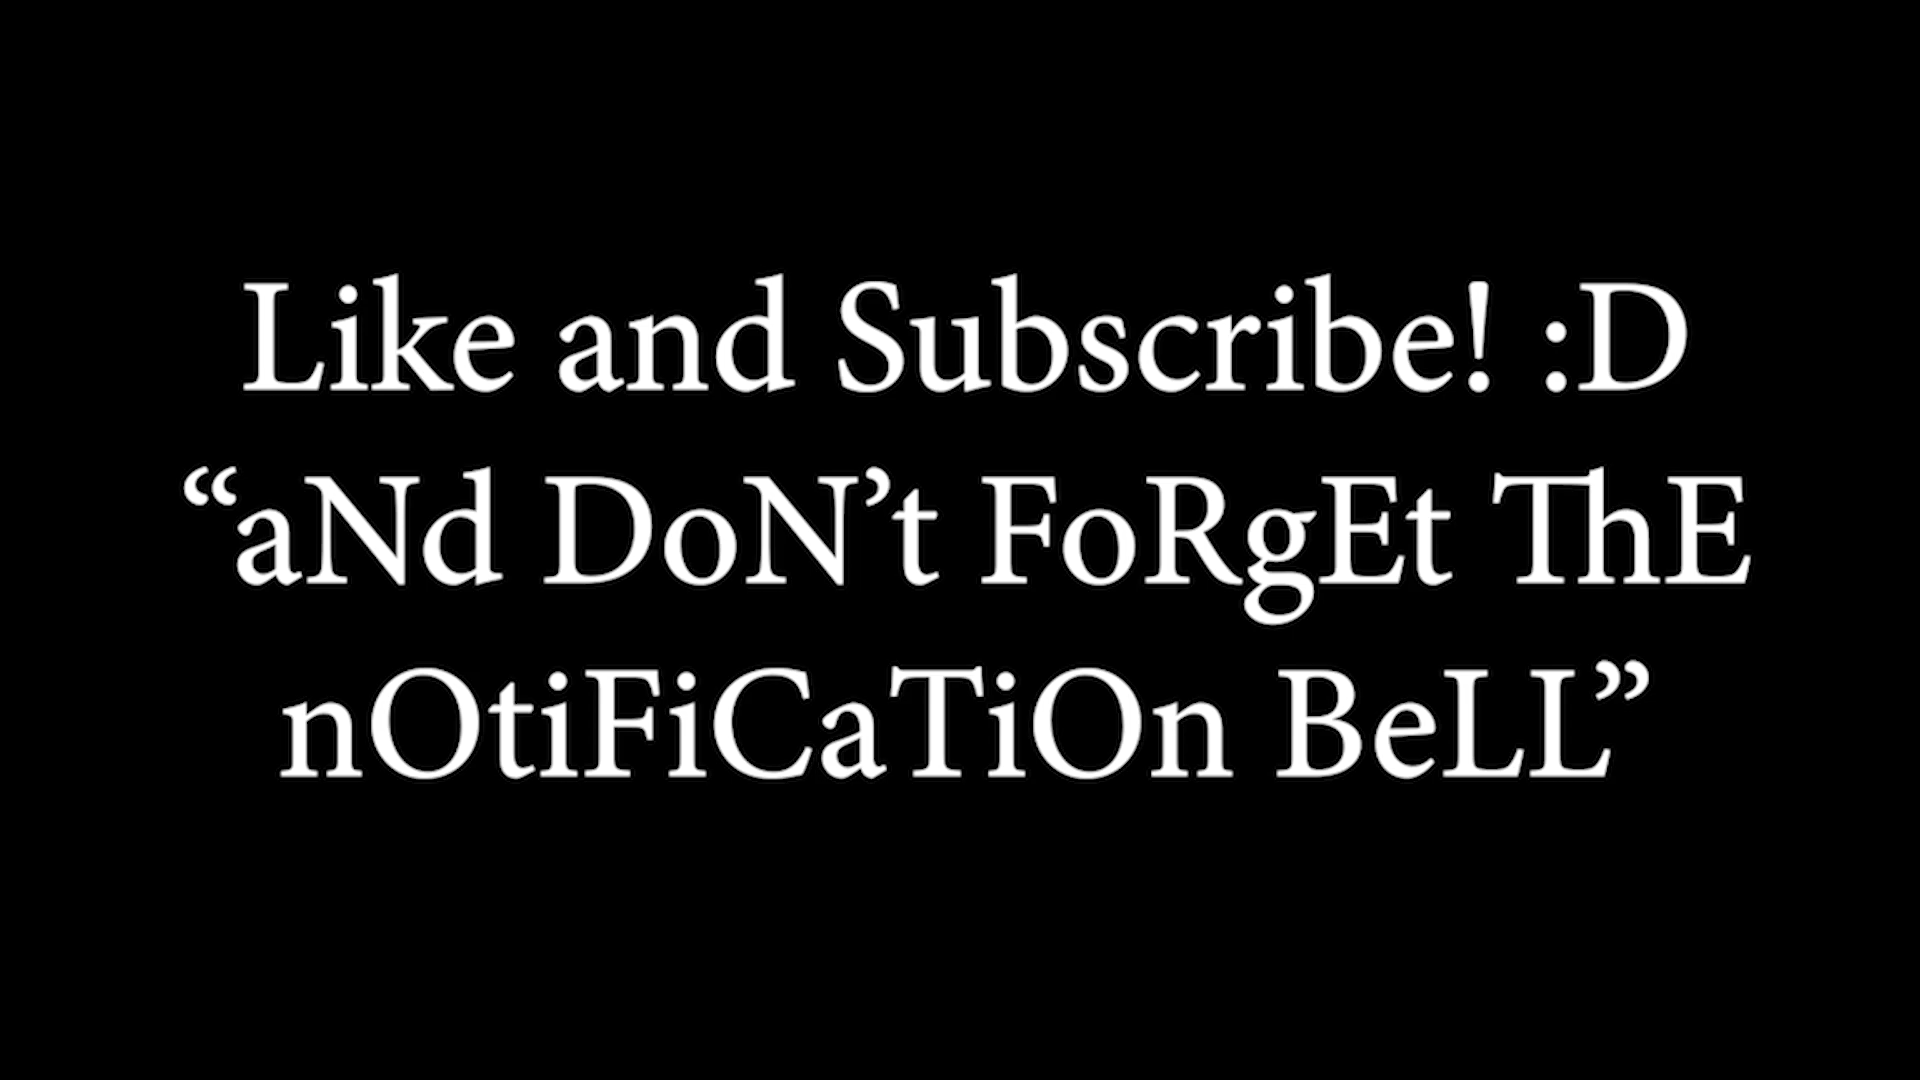 Like and Subscribe! :D
“aNd DoN’t FoRgEt ThE
nOtiFiCaTiOn BeLL”